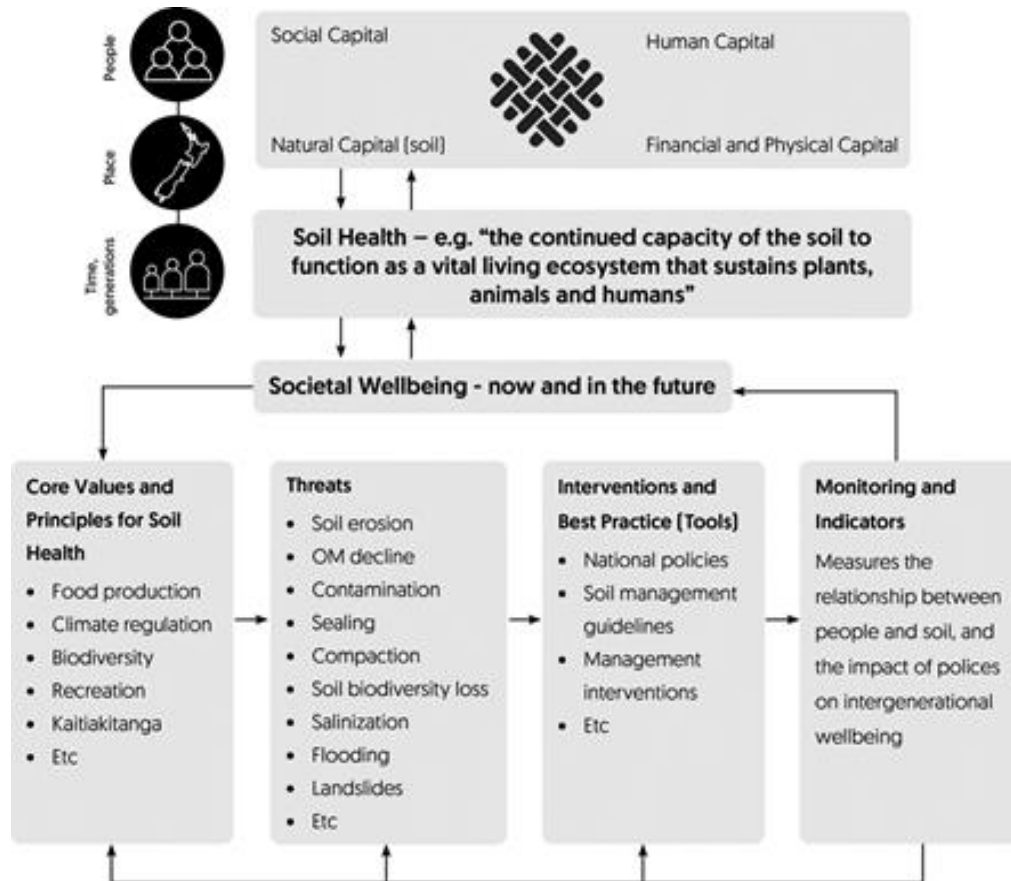 People
Place
Time,
generations
Social Capital
Human Capital
Natural Capital (soil)
Financial and Physical Capital
Soil Health – e.g. “the continued capacity of the soil to
function as a vital living ecosystem that sustains plants,
animals and humans”
Societal Wellbeing - now and in the future
Core Values and
Principles for Soil
Health
• Food production
• Climate regulation
• Biodiversity
• Recreation
• Kaitiakitanga
• Etc
Threats
• Soil erosion
• OM decline
• Contamination
• Sealing
• Compaction
• Soil biodiversity loss
• Salinization
• Flooding
• Landslides
• Etc
Interventions and
Best Practice (Tools)
• National policies
• Soil management
guidelines
• Management
interventions
• Etc
Monitoring and
Indicators
Measures the
relationship between
people and soil, and
the impact of polices
on intergenerational
wellbeing